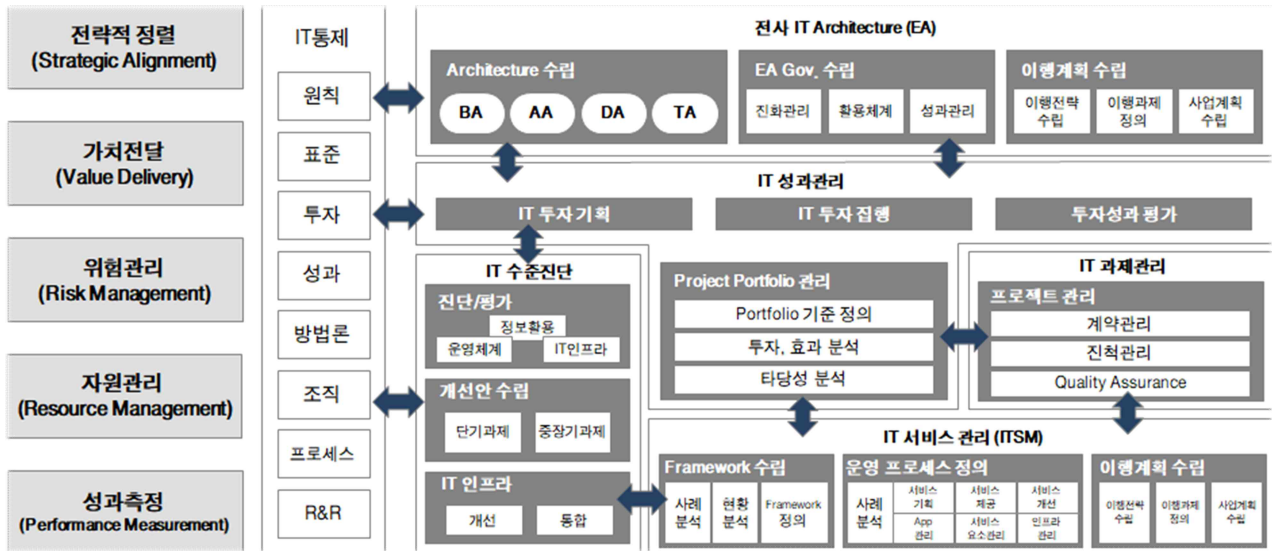 전략적 정렬
(Strategic Alignment)
가치전달
(Value Delivery)
위험관리
(Risk Management)
자원관리
(Resource Management)
성과측정
(Performance Measurement)
IT통제
원칙
표준
투자
성과
방법론
조직
프로세스
R&R
전사 IT Architecture (EA)
Architecture 수립
BA
AA
DA
TA
EA Gov. 수립
진화관리
활용체계
성과관리
이행계획 수립
이행전략
수립
이행과제
정의
사업계획
수립
IT 성과관리
IT 투자 기획
IT 투자 집행
투자성과 평가
IT 수준진단
진단/평가
정보활용
운영체계
IT인프라
개선안 수립
단기과제
중장기과제
IT 인프라
개선
통합
Project Portfolio 관리
Portfolio 기준 정의
투자, 효과 분석
타당성 분석
IT 과제관리
프로젝트 관리
계약관리
진척관리
Quality Assurance
IT 서비스 관리 (ITSM)
Framework 수립
사례
분석
현황
분석
Framework
정의
운영 프로세스 정의
사례
분석
서비스
기획
서비스
제공
서비스
개선
App
관리
서비스
요소관리
인프라
관리
이행계획 수립
이행전략
수립
이행과제
정의
사업계획
수립